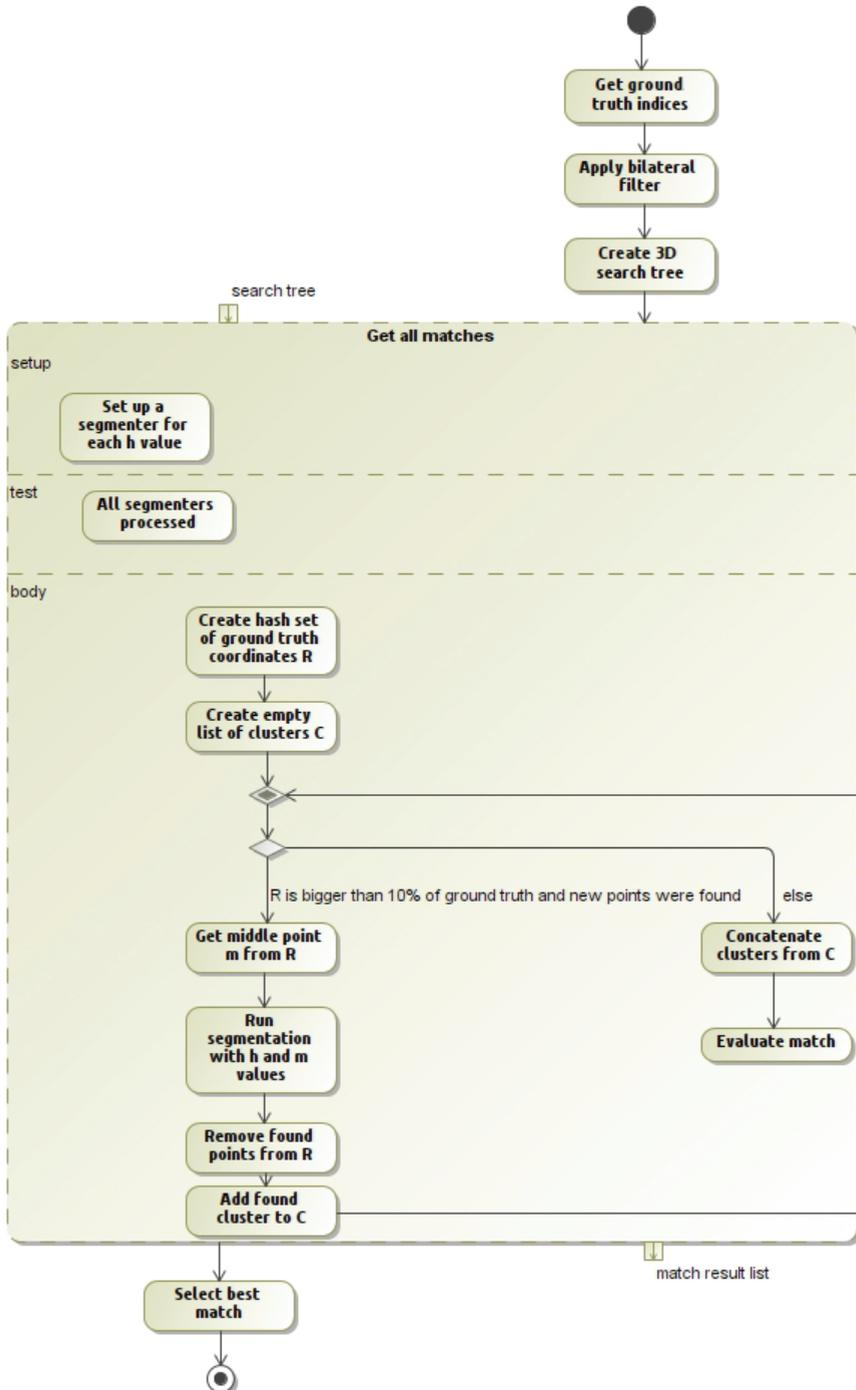 Get ground
truth indices
Apply bilateral
filter
Create 3D
search tree
search tree
Get all matches
setup
Set up a
segmenter for
each h value
test
All segmenters
processed
body
Create hash set
of ground truth
coordinates R
Create empty
list of clusters C
R is bigger than 10% of ground truth and new points were found
else
Get middle point
m from R
Concatenate
clusters from C
Run
segmentation
with h and m
values
Evaluate match
Remove found
points from R
Add found
cluster to C
match result list
Select best
match